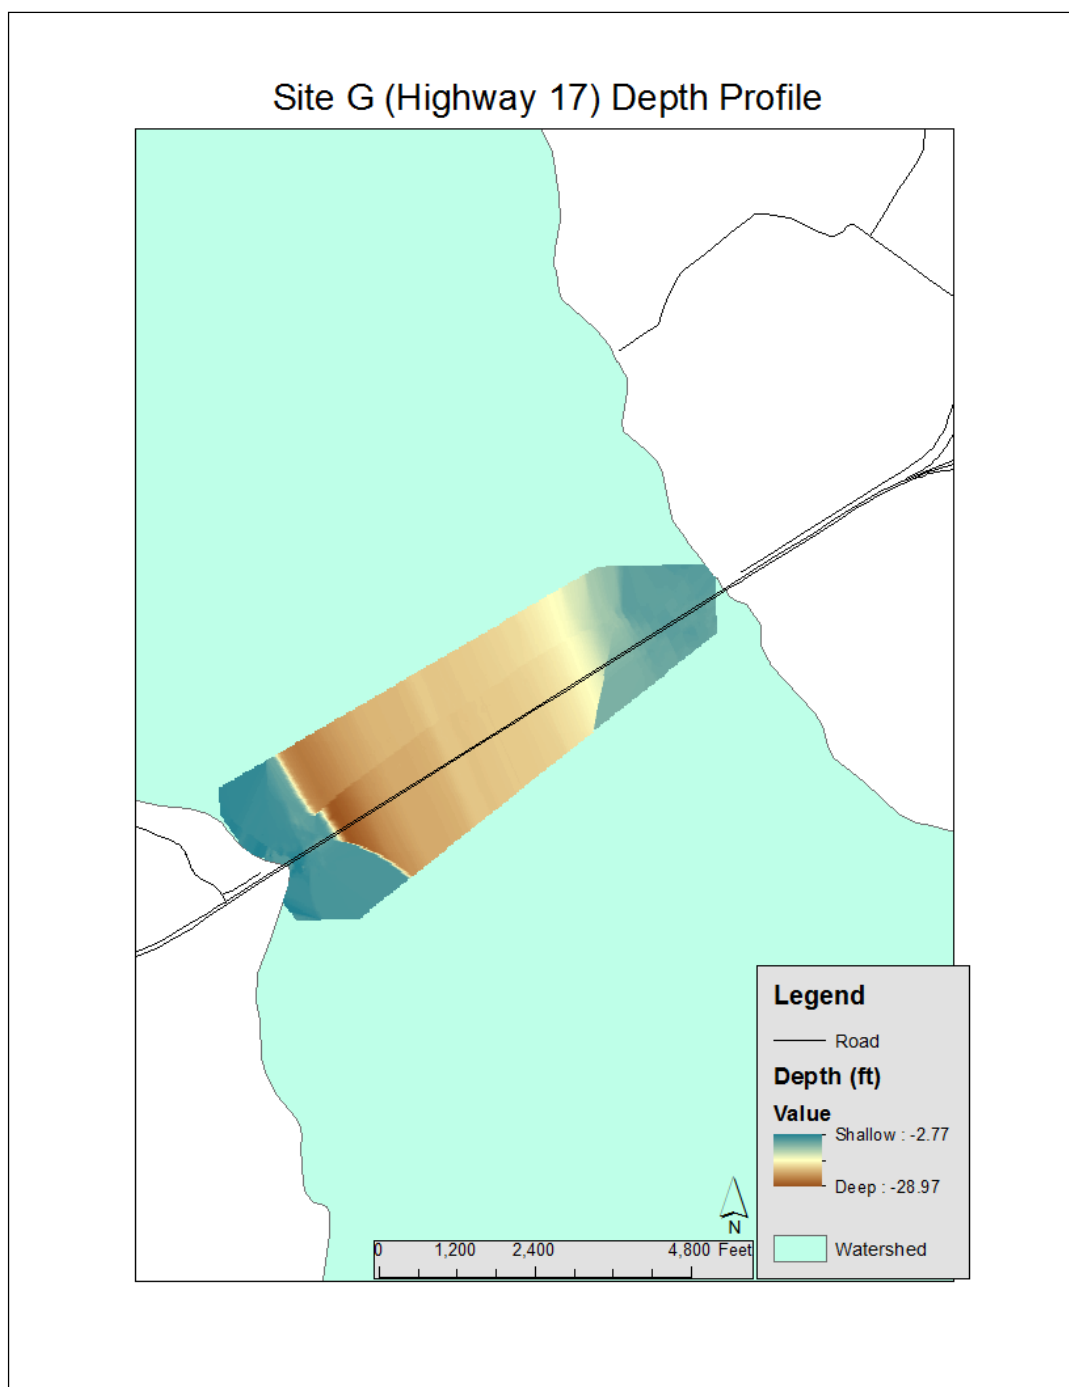 Site G (Highway 17) Depth Profile
Legend
Road
Depth (ft)
Value
Shallow : -2.77
Deep : -28.97
Watershed
N
0 1,200 2,400 4,800 Feet